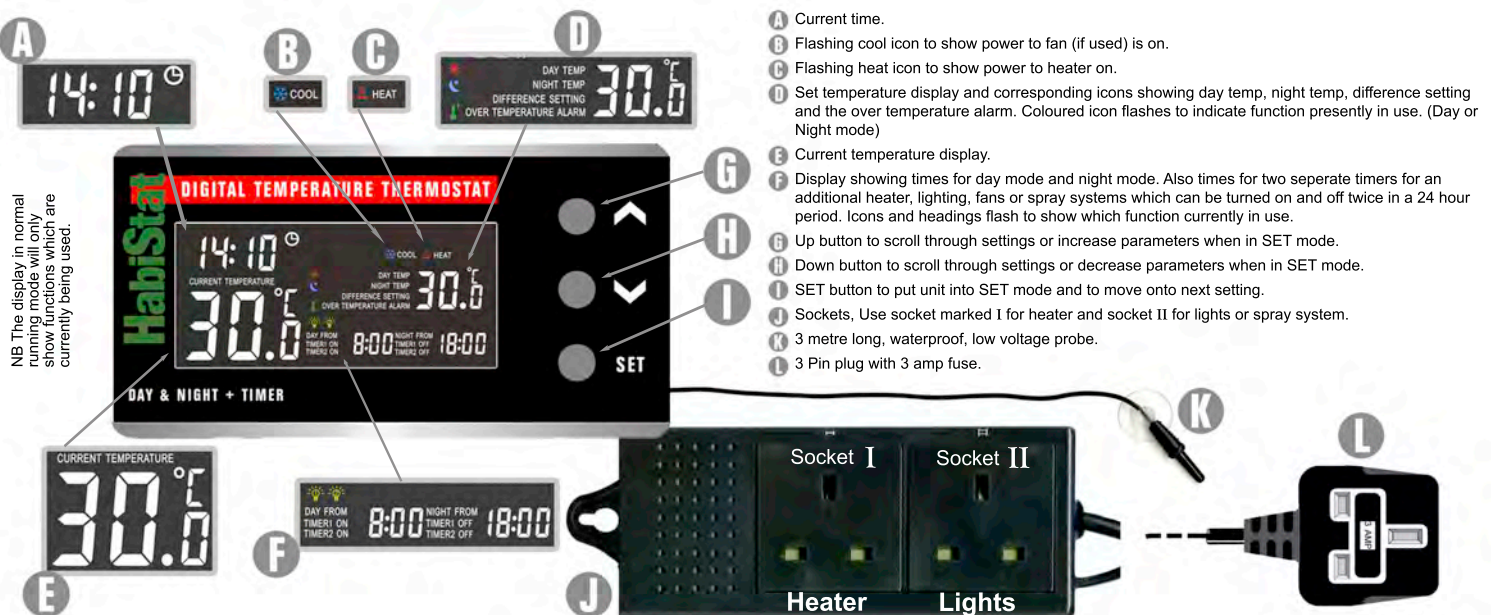 A
14:10
B
COOL
C
HEAT
D
DAY TEMP
NIGHT TEMP
DIFFERENCE SETTING
OVER TEMPERATURE ALARM
30.0
°C
NB The display in normal
running mode will only
show functions which are
currently being used.
HabiStat
DIGITAL TEMPERATURE THERMOSTAT
14:10
COOL
HEAT
CURRENT TEMPERATURE
30.0
°C
DAY TEMP
NIGHT TEMP
DIFFERENCE SETTING
OVER TEMPERATURE ALARM
30.0
°C
DAY FROM
TIMER1 ON
TIMER2 ON
8:00
NIGHT FROM
TIMER1 OFF
TIMER2 OFF
18:00
SET
DAY & NIGHT + TIMER
G
H
I
E
CURRENT TEMPERATURE
30.0
°C
F
DAY FROM
TIMER1 ON
TIMER2 ON
8:00
NIGHT FROM
TIMER1 OFF
TIMER2 OFF
18:00
J
I
II
Socket I
Socket II
Heater
Lights
K
L
3 AMP
A Current time.
B Flashing cool icon to show power to fan (if used) is on.
C Flashing heat icon to show power to heater on.
D Set temperature display and corresponding icons showing day temp, night temp, difference setting
and the over temperature alarm. Coloured icon flashes to indicate function presently in use. (Day or
Night mode)
E Current temperature display.
F Display showing times for day mode and night mode. Also times for two seperate timers for an
additional heater, lighting, fans or spray systems which can be turned on and off twice in a 24 hour
period. Icons and headings flash to show which function currently in use.
G Up button to scroll through settings or increase parameters when in SET mode.
H Down button to scroll through settings or decrease parameters when in SET mode.
I SET button to put unit into SET mode and to move onto next setting.
J Sockets, Use socket marked I for heater and socket II for lights or spray system.
K 3 metre long, waterproof, low voltage probe.
L 3 Pin plug with 3 amp fuse.